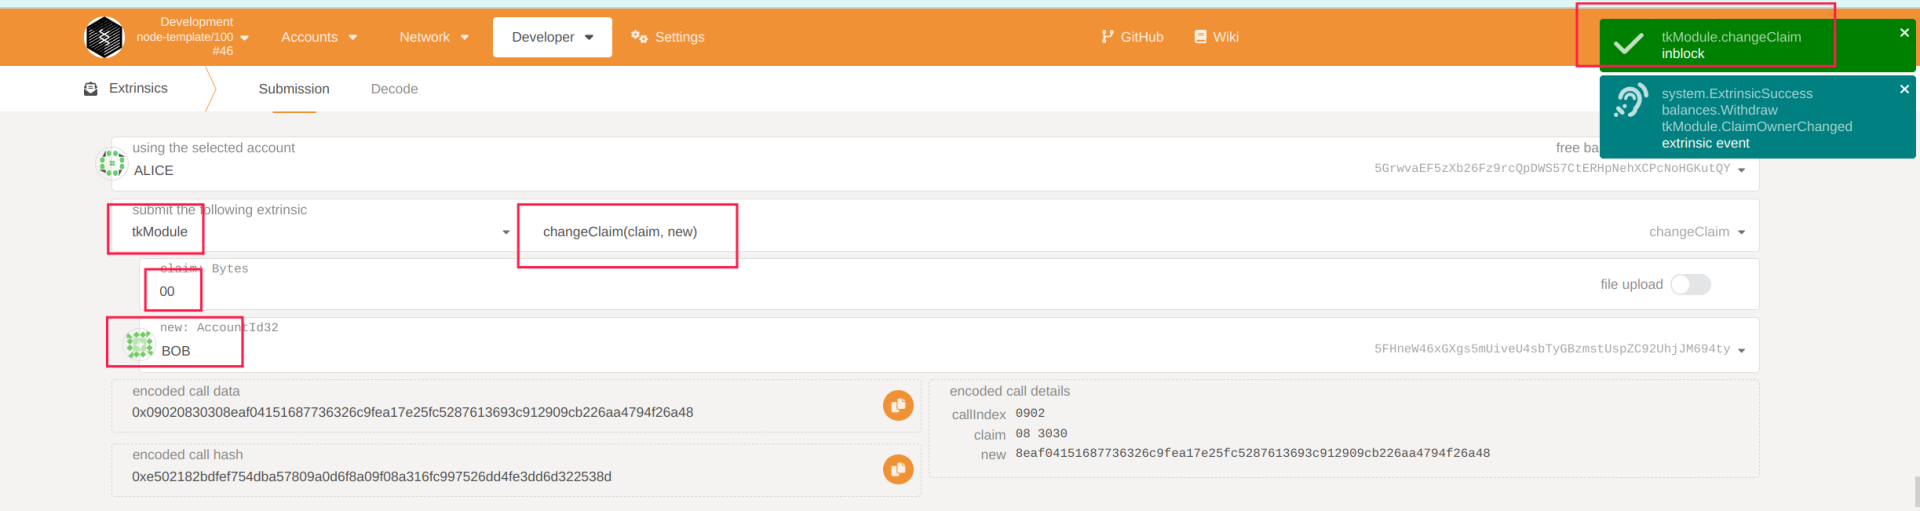 Development
node-template/100
#46
Accounts
Network
Developer
Settings
GitHub
Wiki
tkModule.changeClaim
inblock
system.ExtrinsicSuccess
balances.Withdraw
tkModule.ClaimOwnerChanged
extrinsic event
Extrinsics
Submission
Decode
using the selected account
free ba
ALICE
5GrwvaEF5zXb26Fz9rcQpDWS57CtERHpNehXCPcNoHGKutQY
submit the following extrinsic
tkModule
changeClaim(claim, new)
changeClaim
claim: Bytes
00
file upload
new: AccountId32
BOB
5FHneW46xGXgs5mUiveU4sbTyGBzmstUspZC92UhjJM694ty
encoded call data
0x09020830308eaf04151687736326c9fea17e25fc5287613693c912909cb226aa4794f26a48
encoded call hash
0xe502182bdfef754dba57809a0d6f8a09f08a316fc997526dd4fe3dd6d322538d
encoded call details
callIndex 0902
claim 08 3030
new 8eaf04151687736326c9fea17e25fc5287613693c912909cb226aa4794f26a48